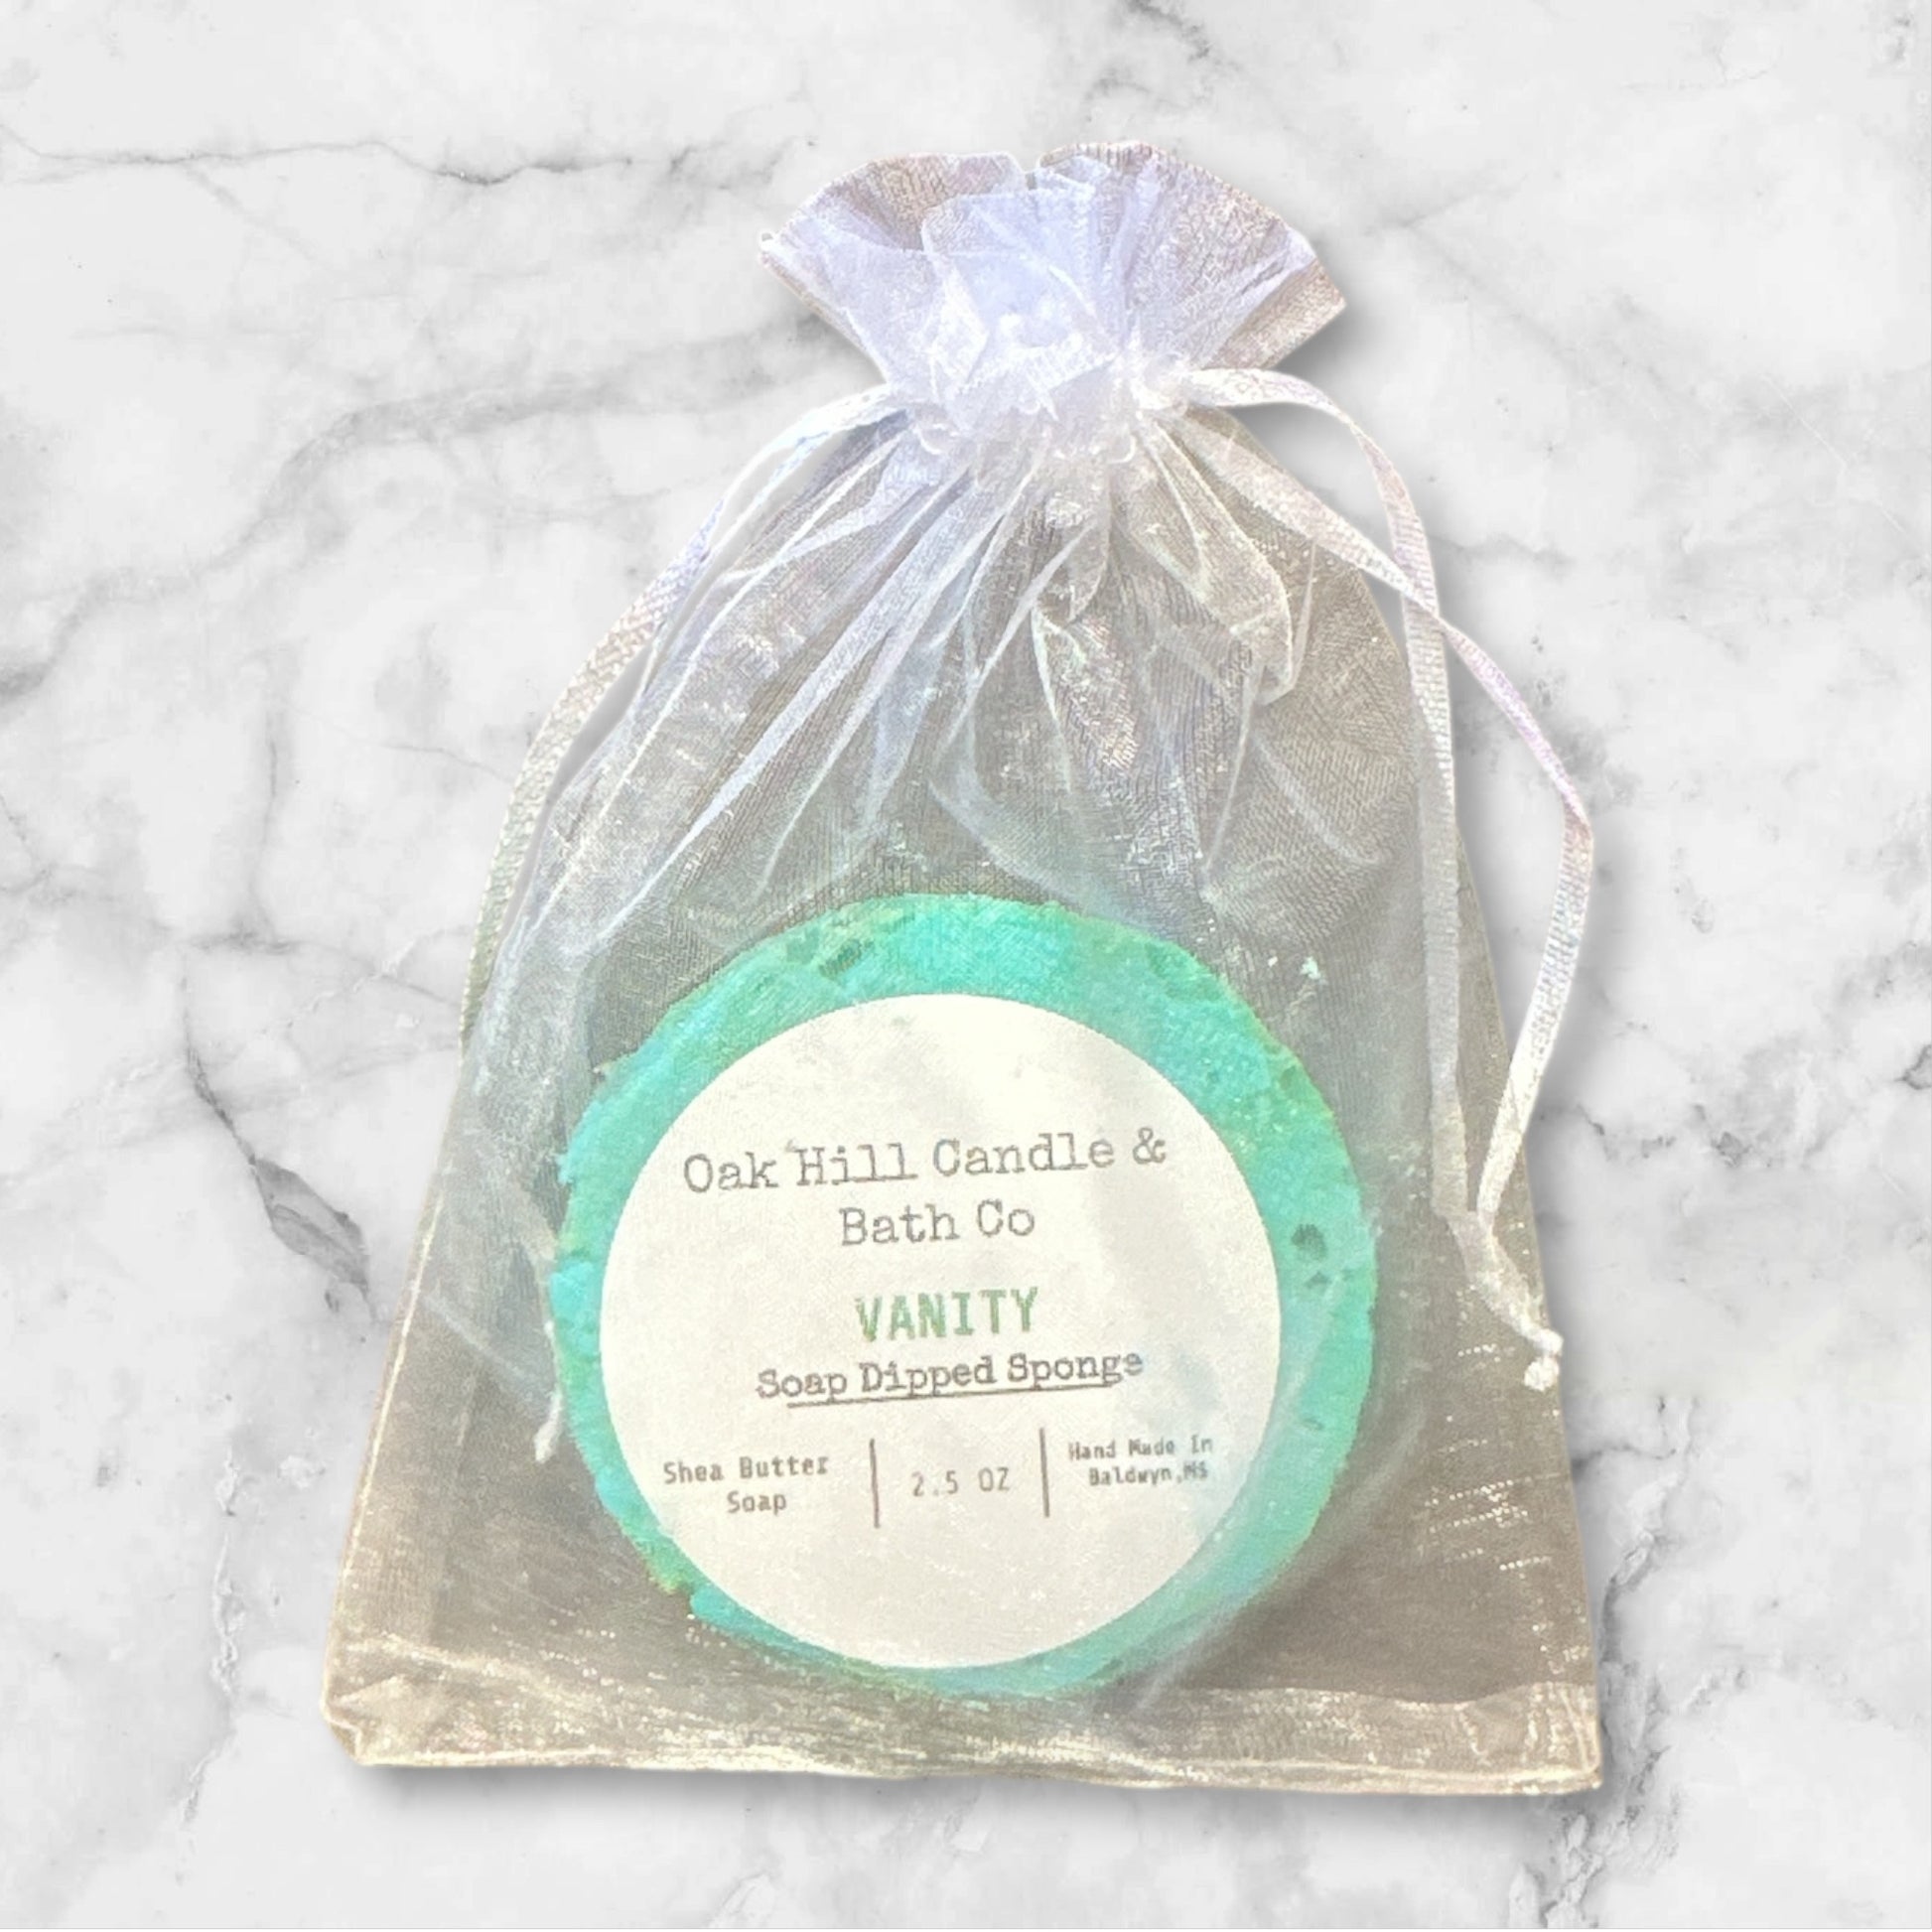 Oak Hill Candle &
Bath Co
VANITY
Soap Dipped Sponge
Shea Butter
Soap
2.5 OZ
Hand Made In
Baldwyn,MS